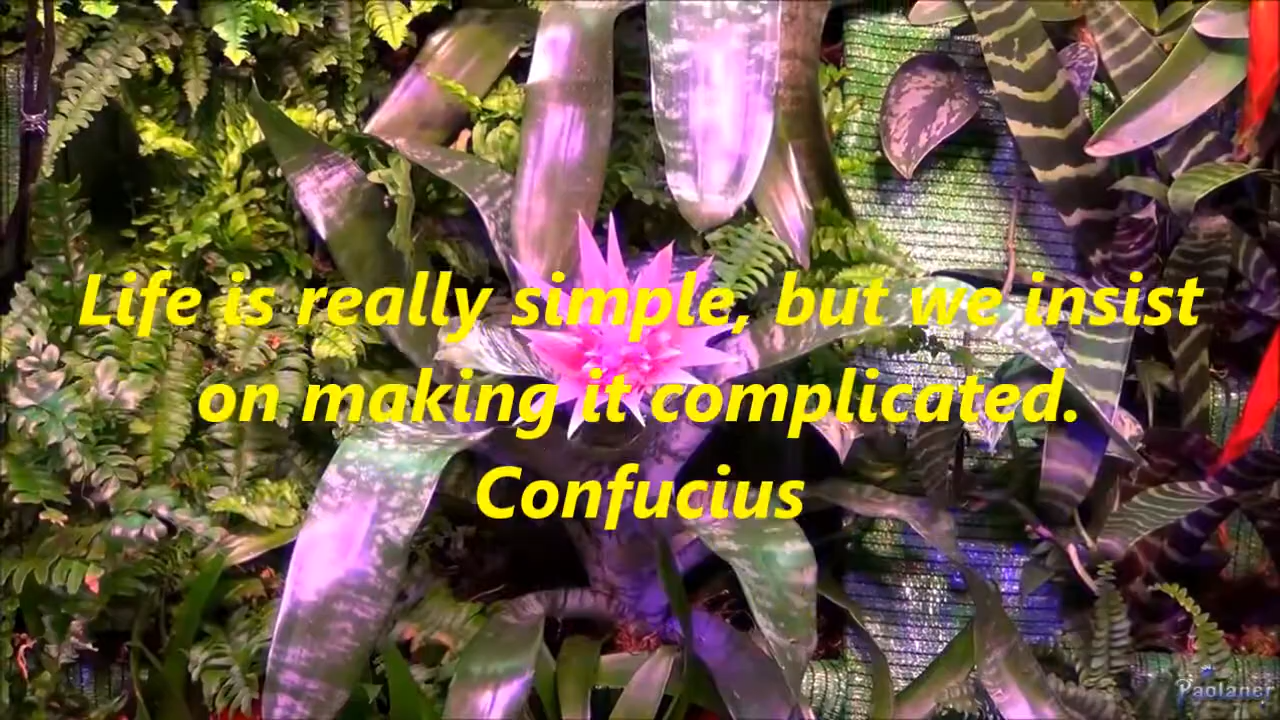 Life is really simple, but we insist
on making it complicated.
Confucius
Paolaner